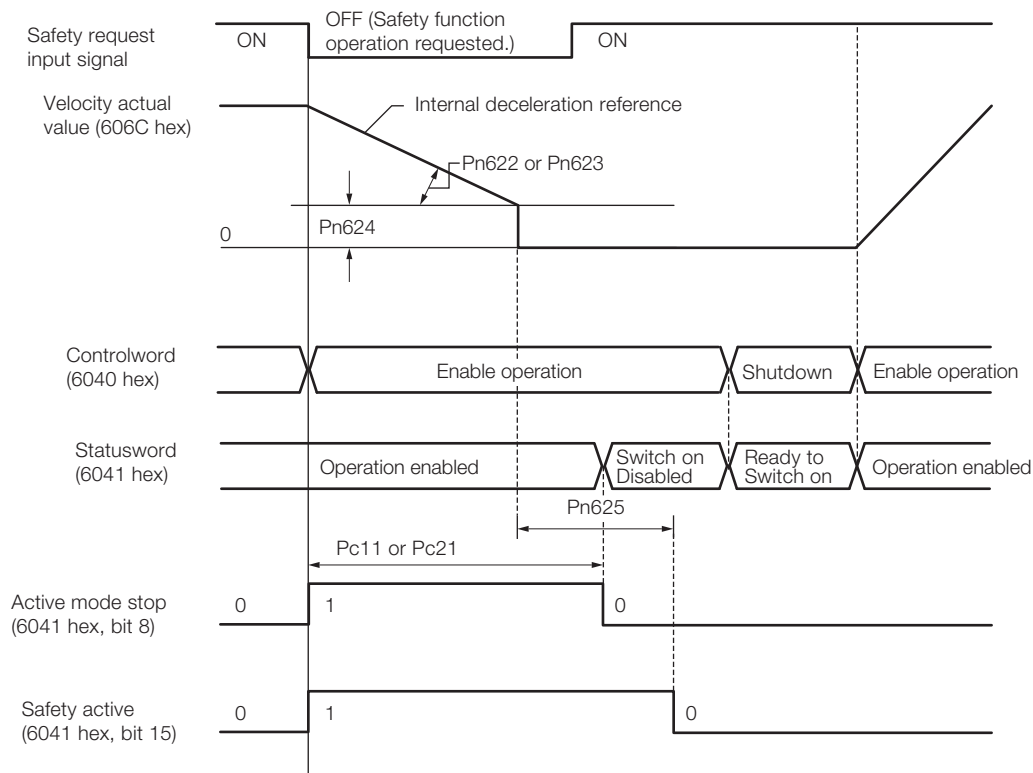 Safety request
input signal
ON
OFF (Safety function
operation requested.)
ON
Velocity actual
value (606C hex)
Internal deceleration reference
Pn622 or Pn623
Pn624
0
Controlword
(6040 hex)
Enable operation
Shutdown
Enable operation
Statusword
(6041 hex)
Operation enabled
Switch on
Disabled
Ready to
Switch on
Operation enabled
Pn625
Pc11 or Pc21
Active mode stop
(6041 hex, bit 8)
0
1
0
Safety active
(6041 hex, bit 15)
0
1
0